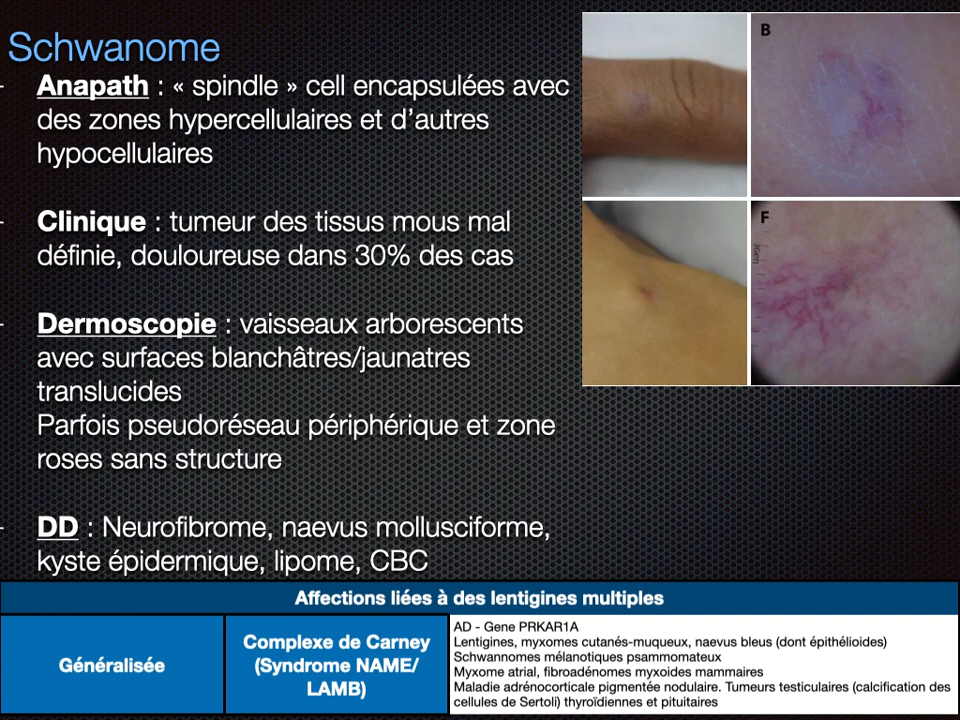 Schwanome
- Anapath : « spindle » cell encapsulées avec
des zones hypercellulaires et d’autres
hypocellulaires
- Clinique : tumeur des tissus mous mal
définie, douloureuse dans 30% des cas
- Dermoscopie : vaisseaux arborescents
avec surfaces blanchâtres/jaunatres
translucides
Parfois pseudoréseau périphérique et zone
roses sans structure
- DD : Neurofibrome, naevus mollusciforme,
kyste épidermique, lipome, CBC
B
F
Affections liées à des lentigines multiples
Généralisée
Complexe de Carney
(Syndrome NAME/
LAMB)
AD - Gene PRKAR1A
Lentigines, myxomes cutanés-muqueux, naevus bleus (dont épithélioides)
Schwannomes mélanotiques psammomateux
Myxome atrial, fibroadénomes myxoides mammaires
Maladie adrénocorticale pigmentée nodulaire. Tumeurs testiculaires (calcification des
cellules de Sertoli) thyroïdiennes et pituitaires